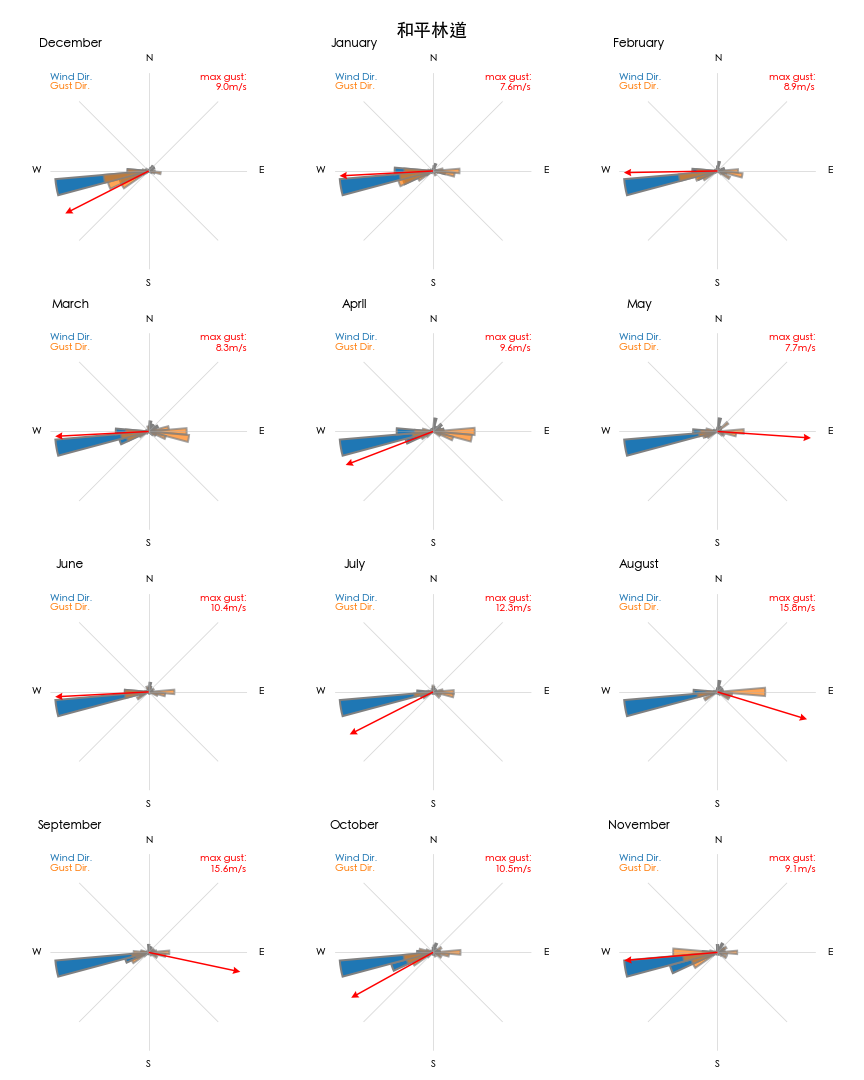 和平林道
December
N
Wind Dir.
Gust Dir.
max gust:
9.0m/s
W
E
S
January
N
Wind Dir.
Gust Dir.
max gust:
7.6m/s
W
E
S
February
N
Wind Dir.
Gust Dir.
max gust:
8.9m/s
W
E
S
March
N
Wind Dir.
Gust Dir.
max gust:
8.3m/s
W
E
S
April
N
Wind Dir.
Gust Dir.
max gust:
9.6m/s
W
E
S
May
N
Wind Dir.
Gust Dir.
max gust:
7.7m/s
W
E
S
June
N
Wind Dir.
Gust Dir.
max gust:
10.4m/s
W
E
S
July
N
Wind Dir.
Gust Dir.
max gust:
12.3m/s
W
E
S
August
N
Wind Dir.
Gust Dir.
max gust:
15.8m/s
W
E
S
September
N
Wind Dir.
Gust Dir.
max gust:
15.6m/s
W
E
S
October
N
Wind Dir.
Gust Dir.
max gust:
10.5m/s
W
E
S
November
N
Wind Dir.
Gust Dir.
max gust:
9.1m/s
W
E
S